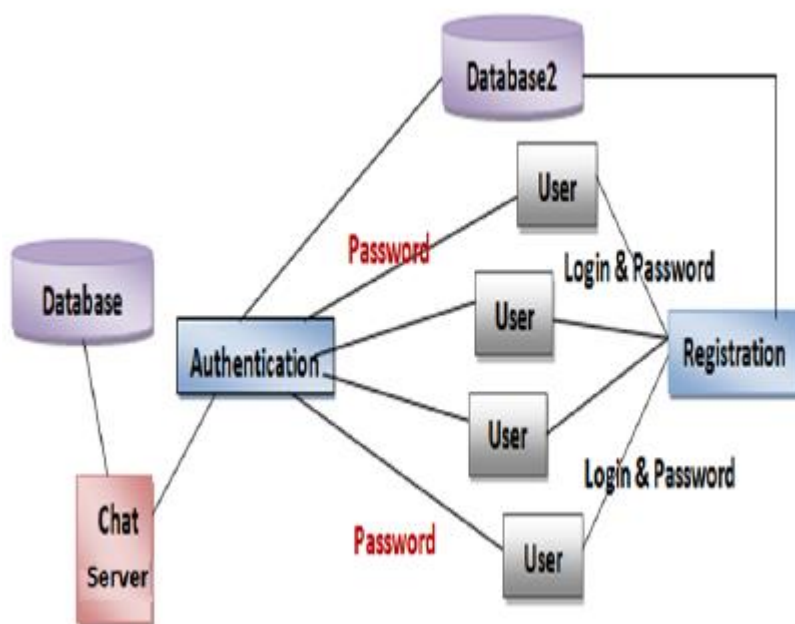 Database2
User
Password
Login & Password
Database
User
Authentication
Registration
User
Login & Password
Chat
Server
Password
User